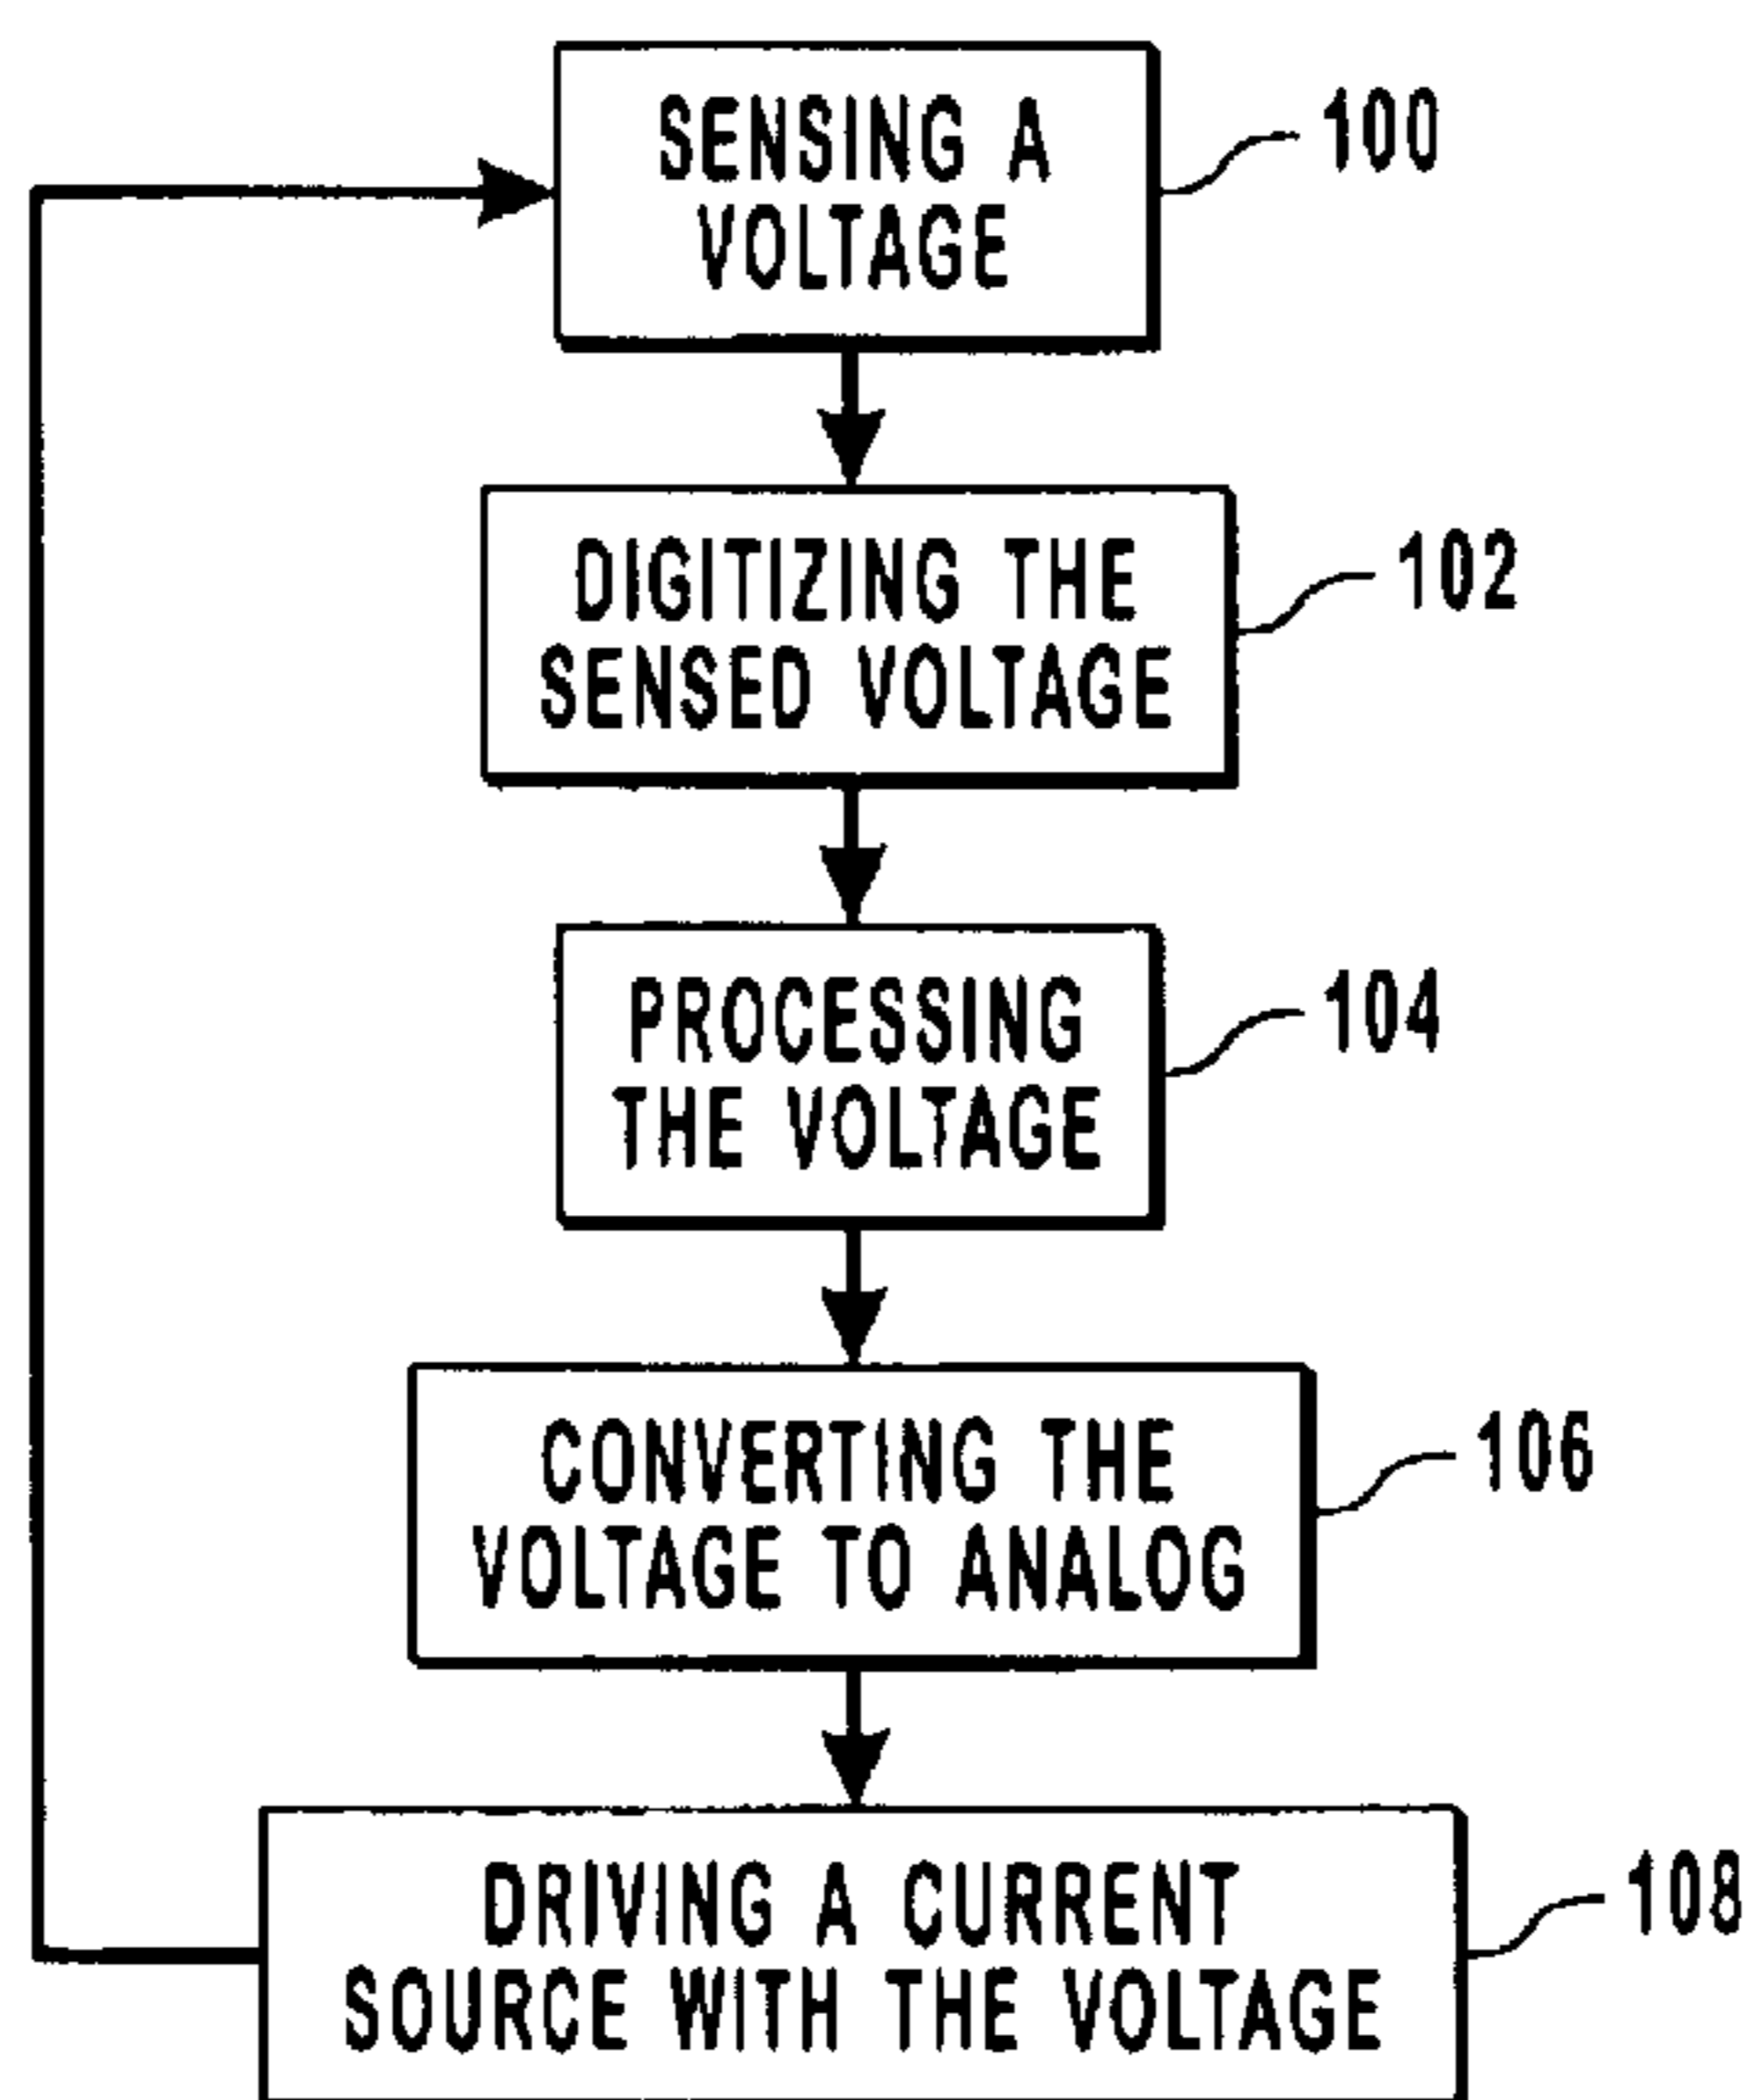 SENSING A
VOLTAGE
100
DIGITIZING THE
SENSED VOLTAGE
102
PROCESSING
THE VOLTAGE
104
CONVERTING THE
VOLTAGE TO ANALOG
106
DRIVING A CURRENT
SOURCE WITH THE VOLTAGE
108